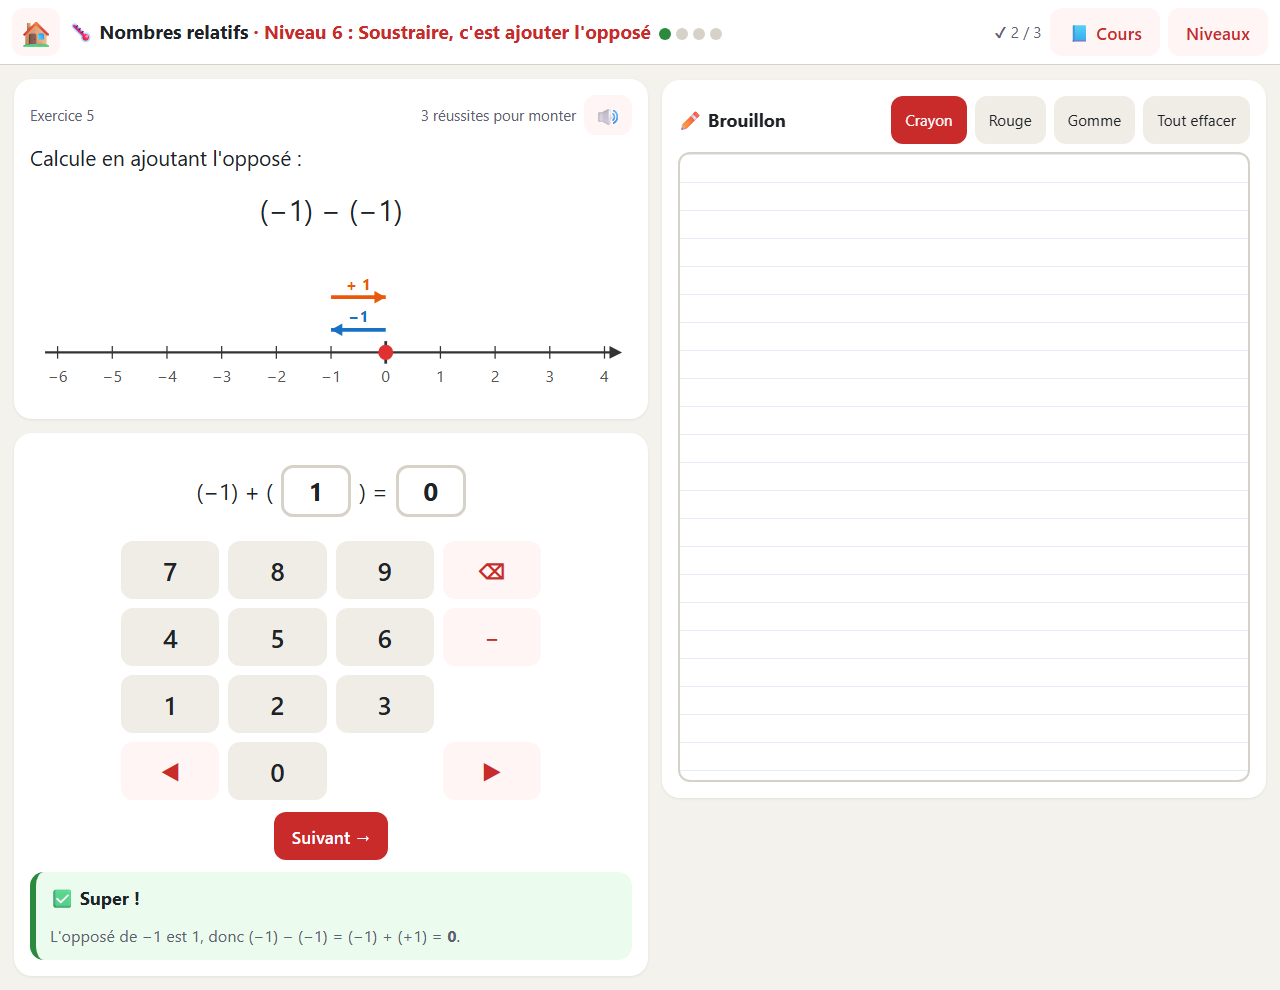 Nombres relatifs · Niveau 6 : Soustraire, c'est ajouter l'opposé
✓ 2 / 3
Cours
Niveaux
Exercice 5
3 réussites pour monter
Calcule en ajoutant l'opposé :
(−1) − (−1)
+ 1
−1
−6 −5 −4 −3 −2 −1 0 1 2 3 4
(−1) + ( 1 ) = 0
7 8 9 ⌫
4 5 6 −
1 2 3
◀ 0 ▶
Suivant →
Super !
L'opposé de −1 est 1, donc (−1) − (−1) = (−1) + (+1) = 0.
Brouillon
Crayon
Rouge
Gomme
Tout effacer